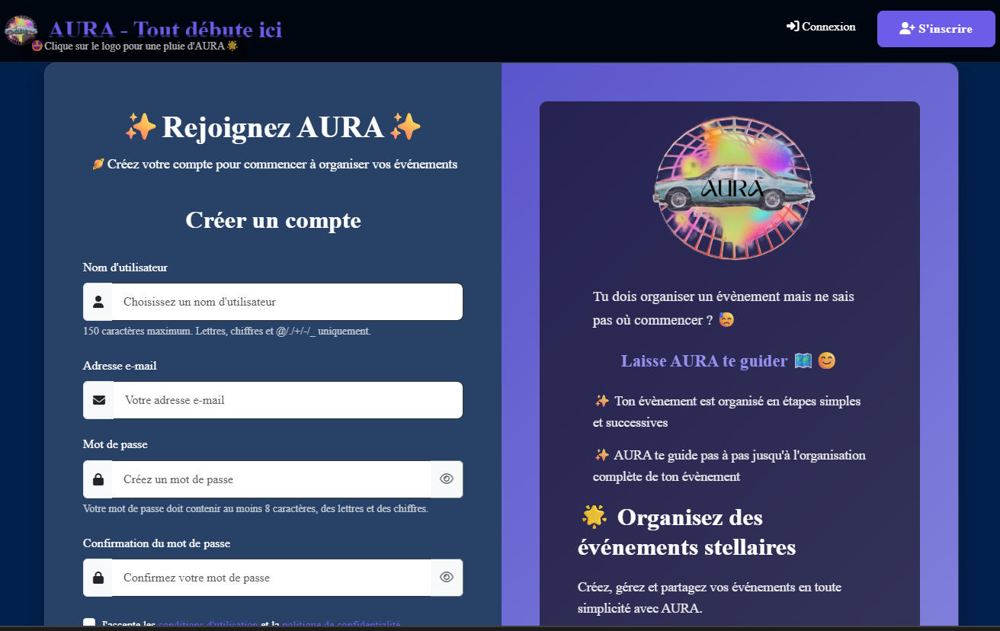 AURA - Tout débute ici
Clique sur le logo pour une pluie d'AURA
Connexion
S'inscrire
Rejoignez AURA
Créez votre compte pour commencer à organiser vos événements
Créer un compte
Nom d'utilisateur
Choisissez un nom d'utilisateur
150 caractères maximum. Lettres, chiffres et @/./+/-/_ uniquement.
Adresse e-mail
Votre adresse e-mail
Mot de passe
Créez un mot de passe
Votre mot de passe doit contenir au moins 8 caractères, des lettres et des chiffres.
Confirmation du mot de passe
Confirmez votre mot de passe
J'accepte les conditions d'utilisation et la politique de confidentialité
AURA
Tu dois organiser un évènement mais ne sais
pas où commencer ?
Laisse AURA te guider
Ton évènement est organisé en étapes simples
et successives
AURA te guide pas à pas jusqu'à l'organisation
complète de ton évènement
Organisez des
événements stellaires
Créez, gérez et partagez vos événements en toute
simplicité avec AURA.